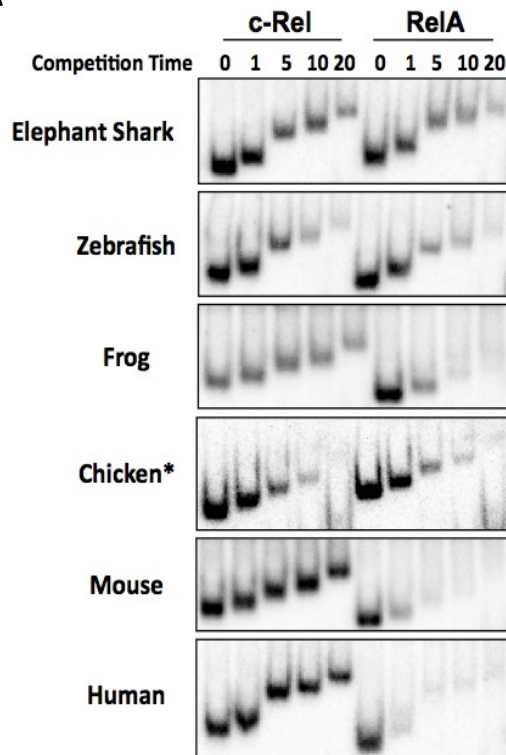 c-Rel RelA
Competition Time 0 1 5 10 20 0 1 5 10 20
Elephant Shark
Zebrafish
Frog
Chicken*
Mouse
Human